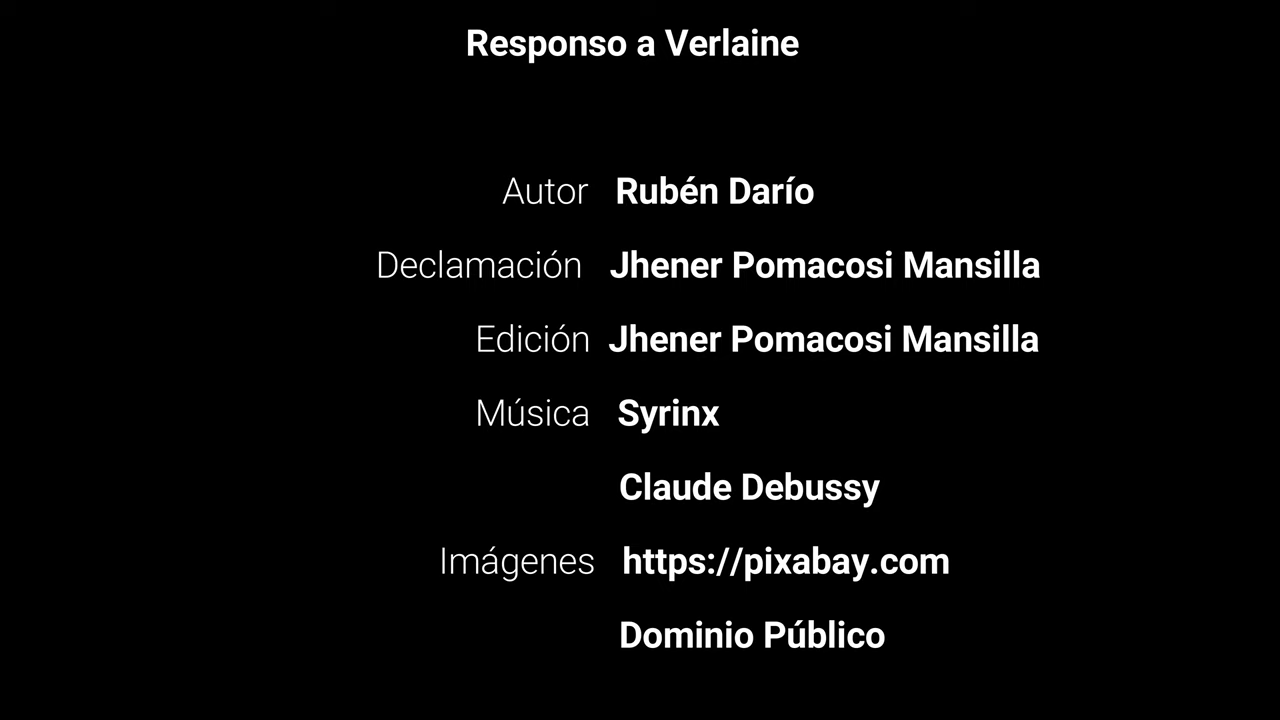 Responso a Verlaine
Autor Rubén Darío
Declamación Jhener Pomacosi Mansilla
Edición Jhener Pomacosi Mansilla
Música Syrinx
Claude Debussy
Imágenes https://pixabay.com
Dominio Público